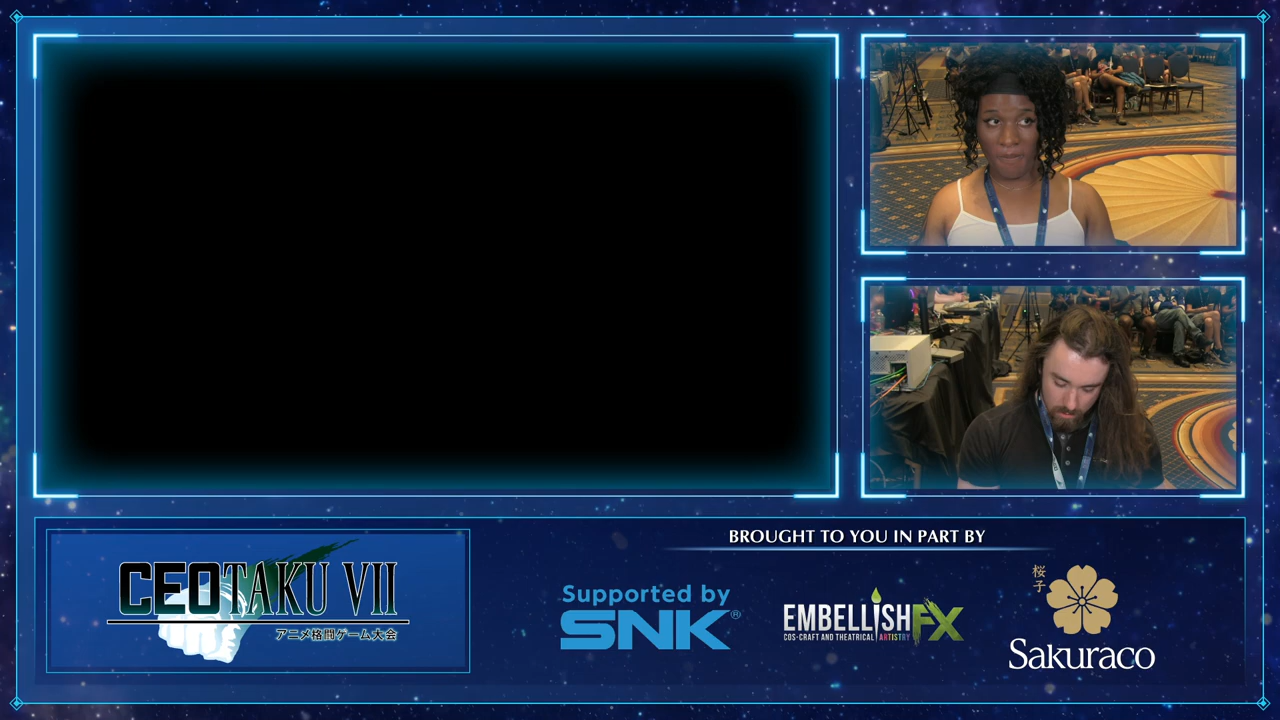 BROUGHT TO YOU IN PART BY
CEOTAKU VII
アニメ格闘ゲーム大会
Supported by
SNK®
EMBELLISHFX
COS-CRAFT AND THEATRICAL ARTISTRY
桜子
Sakuraco